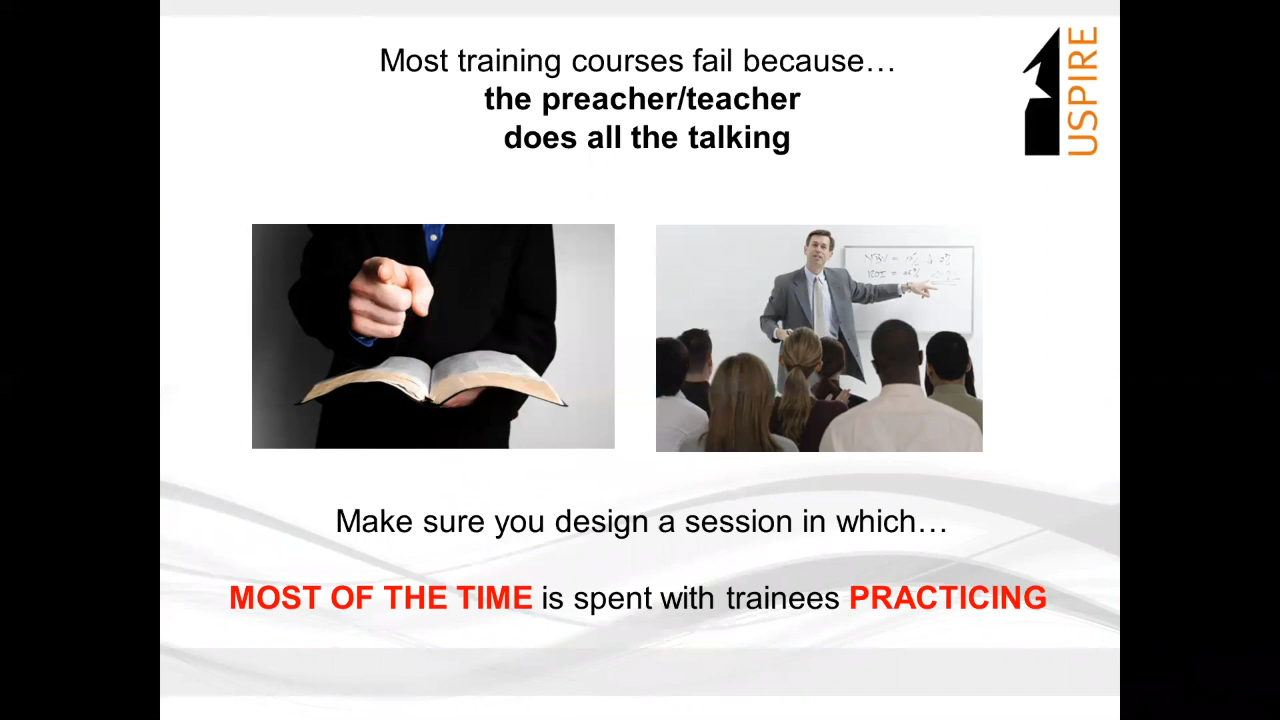 Most training courses fail because…
the preacher/teacher
does all the talking
USPIRE
Make sure you design a session in which…
MOST OF THE TIME is spent with trainees PRACTICING